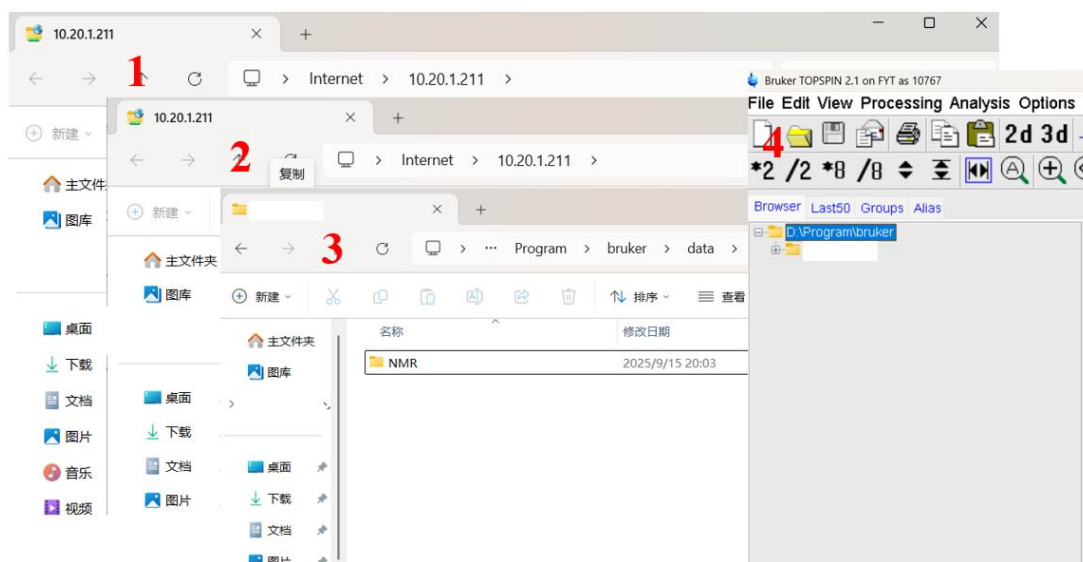 10.20.1.211
1
Internet > 10.20.1.211 >
新建
主文件
图库
桌面
下载
文档
图片
音乐
视频
10.20.1.211
2
复制
Internet > 10.20.1.211 >
新建
主文件夹
图库
桌面
下载
文档
图片
3
… Program > bruker > data >
新建
排序
查看
主文件夹
图库
桌面
下载
文档
图片
名称
修改日期
NMR
2025/9/15 20:03
Bruker TOPSPIN 2.1 on FYT as 10767
File Edit View Processing Analysis Options
4
2d 3d
*2 /2 *8 /8
Browser Last50 Groups Alias
D:\Program\bruker